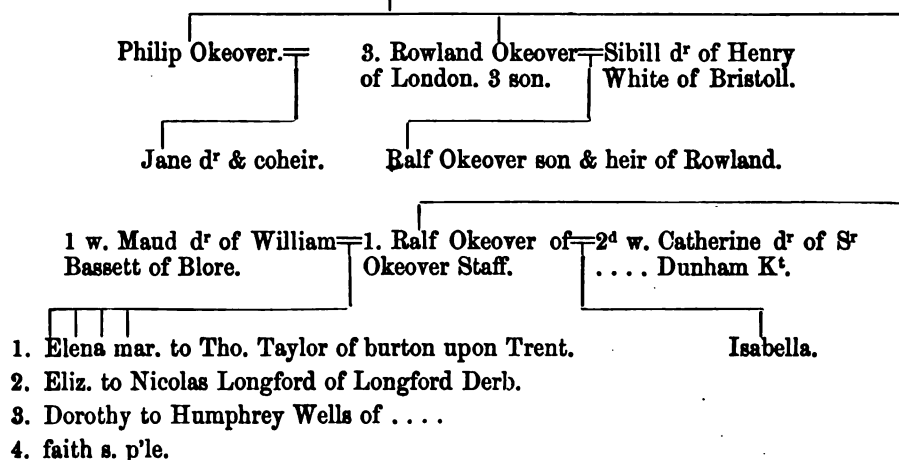 Philip Okeover.
3. Rowland Okeover
of London. 3 son.
Sibill dʳ of Henry
White of Bristoll.
Jane dʳ & coheir.
Ralf Okeover son & heir of Rowland.
1 w. Maud dʳ of William
Bassett of Blore.
1. Ralf Okeover of
Okeover Staff.
2ᵈ w. Catherine dʳ of Sʳ
.... Dunham Kᵗ.
1. Elena mar. to Tho. Taylor of burton upon Trent.
Isabella.
2. Eliz. to Nicolas Longford of Longford Derb.
3. Dorothy to Humphrey Wells of ....
4. faith s. p'le.